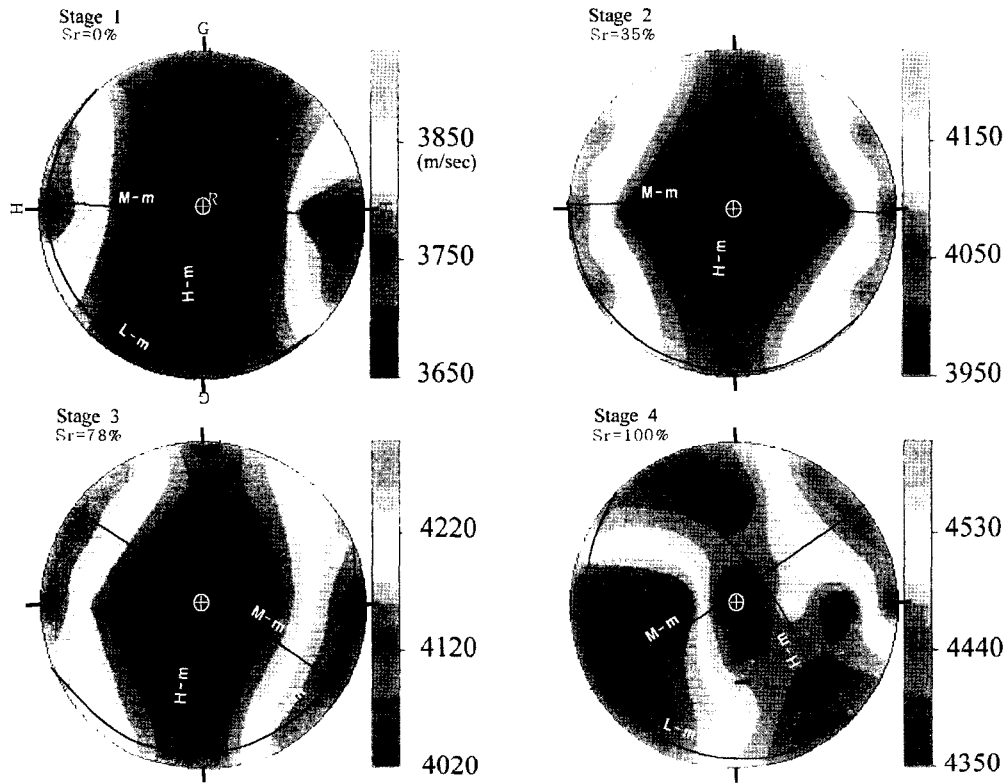 Stage 1
Sr=0%
G
3850
(m/sec)
3750
3650
H
M-m
R
H-m
L-m
G
Stage 2
Sr=35%
4150
4050
3950
M-m
H-m
Stage 3
Sr=78%
4220
4120
4020
M-m
H-m
Stage 4
Sr=100%
4530
4440
4350
M-m
H-m
L-m